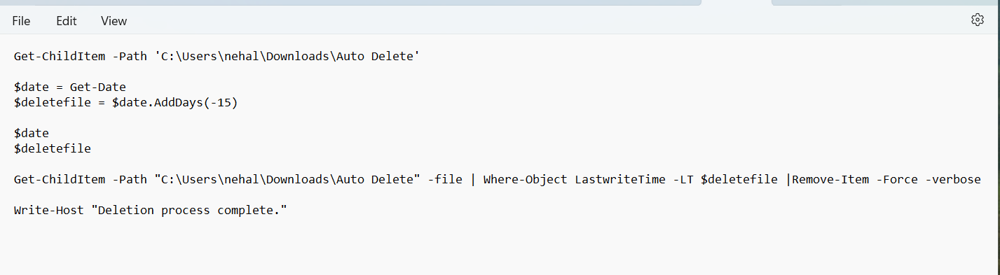 File Edit View
Get-ChildItem -Path 'C:\Users\nehal\Downloads\Auto Delete'
$date = Get-Date
$deletefile = $date.AddDays(-15)
$date
$deletefile
Get-ChildItem -Path "C:\Users\nehal\Downloads\Auto Delete" -file | Where-Object LastwriteTime -LT $deletefile |Remove-Item -Force -verbose
Write-Host "Deletion process complete."